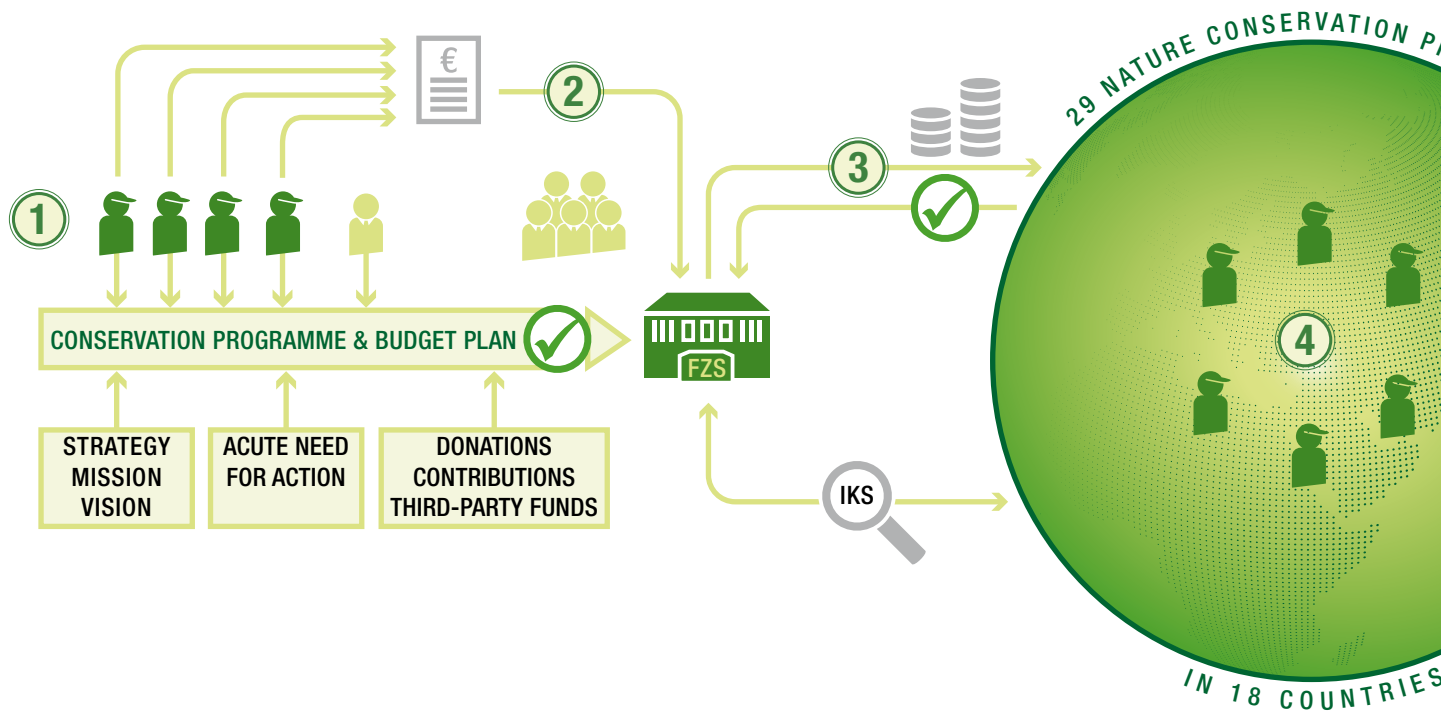 29 NATURE CONSERVATION
€
2
3
1
CONSERVATION PROGRAMME & BUDGET PLAN
FZS
4
STRATEGY
MISSION
VISION
ACUTE NEED
FOR ACTION
DONATIONS
CONTRIBUTIONS
THIRD-PARTY FUNDS
IKS
IN 18 COUNTRIES